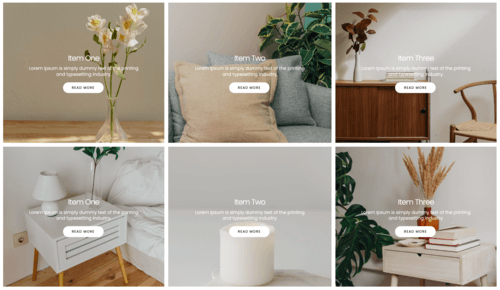 Item One
Lorem Ipsum is simply dummy text of the printing
and typesetting industry.
READ MORE
Item Two
Lorem Ipsum is simply dummy text of the printing
and typesetting industry.
READ MORE
Item Three
Lorem Ipsum is simply dummy text of the printing
and typesetting industry.
READ MORE
Item One
Lorem Ipsum is simply dummy text of the printing
and typesetting industry.
READ MORE
Item Two
Lorem Ipsum is simply dummy text of the printing
and typesetting industry.
READ MORE
Item Three
Lorem Ipsum is simply dummy text of the printing
and typesetting industry.
READ MORE